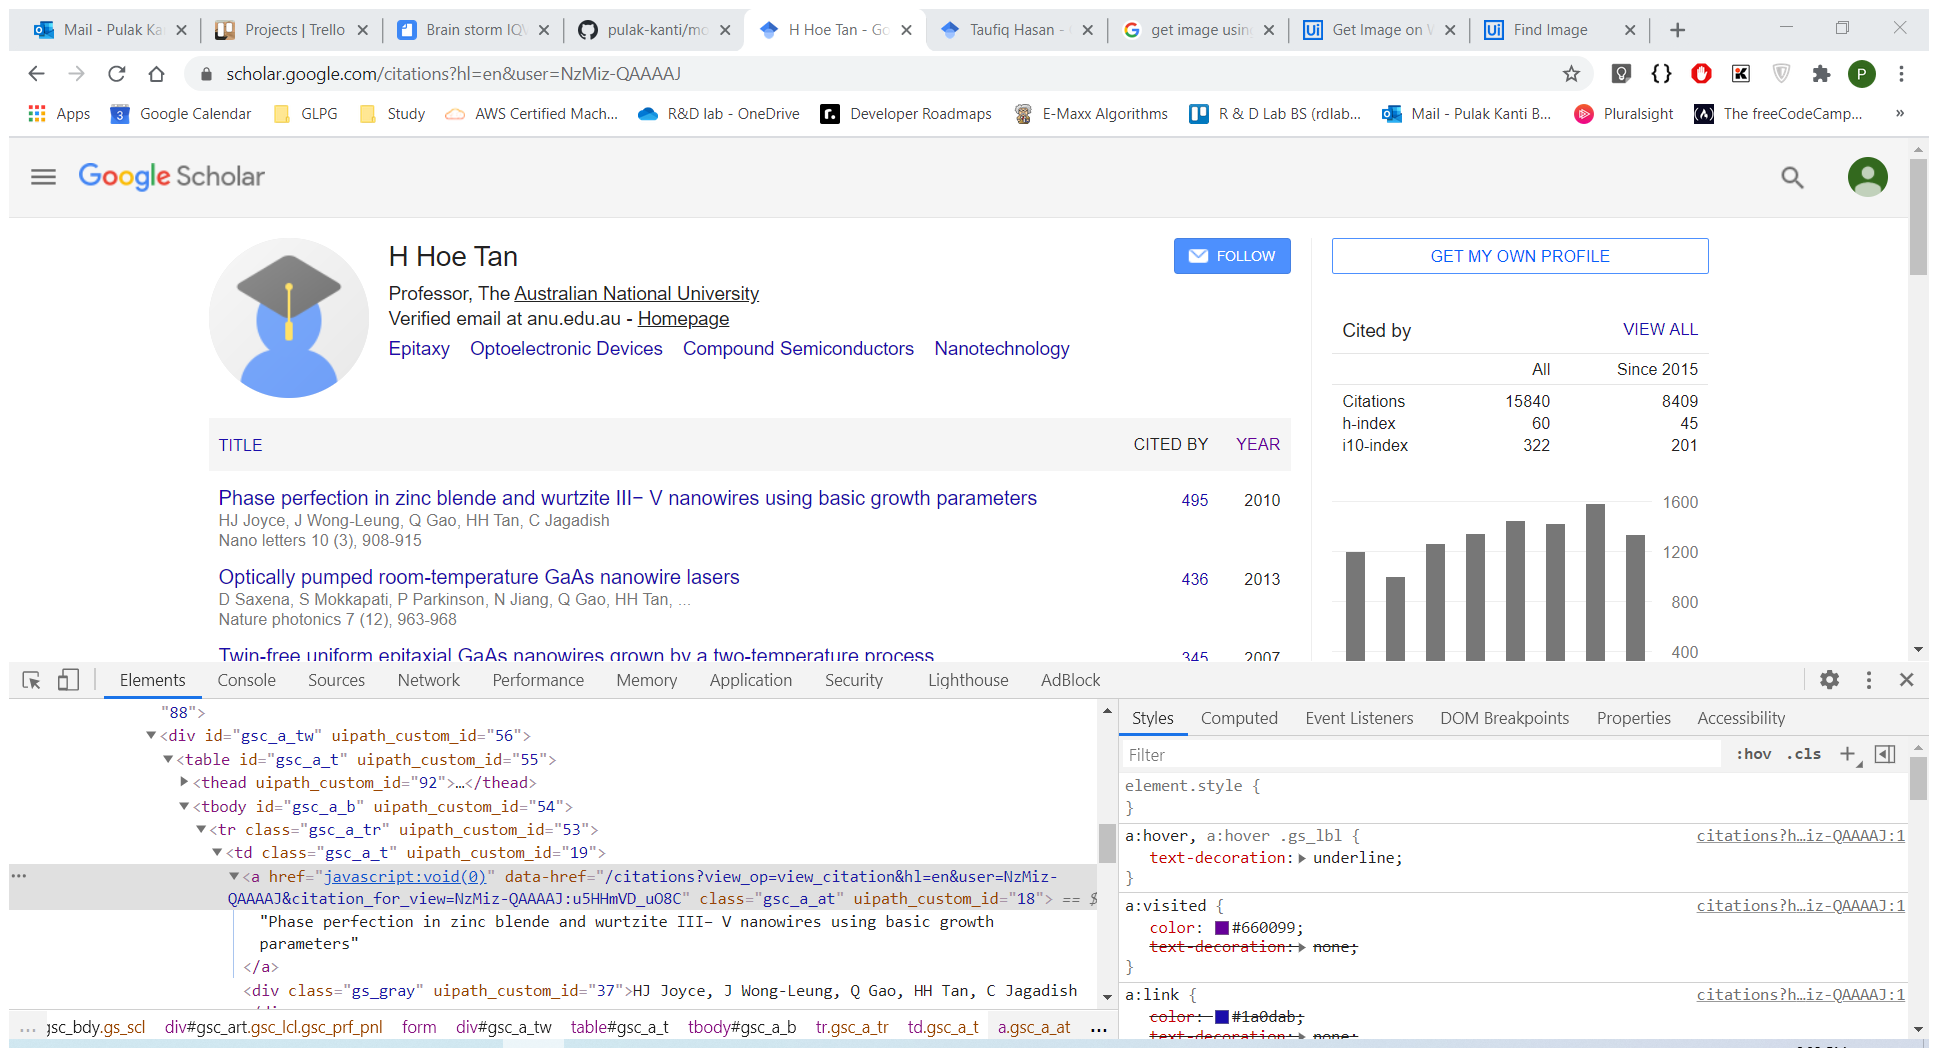 Mail - Pulak Ka
Projects | Trello
Brain storm IQV
pulak-kanti/mo
H Hoe Tan - Go
Taufiq Hasan -
get image usin
Get Image on W
Find Image
scholar.google.com/citations?hl=en&user=NzMiz-QAAAAJ
P
Apps
3
Google Calendar
GLPG
Study
AWS Certified Mach...
R&D lab - OneDrive
Developer Roadmaps
E-Maxx Algorithms
R & D Lab BS (rdlab...
Mail - Pulak Kanti B...
Pluralsight
The freeCodeCamp...
»
Google Scholar
H Hoe Tan
FOLLOW
GET MY OWN PROFILE
Professor, The Australian National University
Verified email at anu.edu.au - Homepage
Epitaxy Optoelectronic Devices Compound Semiconductors Nanotechnology
Cited by VIEW ALL
All Since 2015
Citations 15840 8409
h-index 60 45
i10-index 322 201
TITLE CITED BY YEAR
Phase perfection in zinc blende and wurtzite III− V nanowires using basic growth parameters 495 2010
HJ Joyce, J Wong-Leung, Q Gao, HH Tan, C Jagadish
Nano letters 10 (3), 908-915
Optically pumped room-temperature GaAs nanowire lasers 436 2013
D Saxena, S Mokkapati, P Parkinson, N Jiang, Q Gao, HH Tan, ...
Nature photonics 7 (12), 963-968
Twin-free uniform epitaxial GaAs nanowires grown by a two-temperature process 345 2007
1600
1200
800
400
Elements Console Sources Network Performance Memory Application Security Lighthouse AdBlock
"88">
<div id="gsc_a_tw" uipath_custom_id="56">
<table id="gsc_a_t" uipath_custom_id="55">
<thead uipath_custom_id="92">…</thead>
<tbody id="gsc_a_b" uipath_custom_id="54">
<tr class="gsc_a_tr" uipath_custom_id="53">
<td class="gsc_a_t" uipath_custom_id="19">
<a href="javascript:void(0)" data-href="/citations?view_op=view_citation&hl=en&user=NzMiz-
QAAAAJ&citation_for_view=NzMiz-QAAAAJ:u5HHmVD_uO8C" class="gsc_a_at" uipath_custom_id="18"> == $
"Phase perfection in zinc blende and wurtzite III− V nanowires using basic growth
parameters"
</a>
<div class="gs_gray" uipath_custom_id="37">HJ Joyce, J Wong-Leung, Q Gao, HH Tan, C Jagadish
... gsc_bdy.gs_scl div#gsc_art.gsc_lcl.gsc_prf_pnl form div#gsc_a_tw table#gsc_a_t tbody#gsc_a_b tr.gsc_a_tr td.gsc_a_t a.gsc_a_at ...
Styles Computed Event Listeners DOM Breakpoints Properties Accessibility
Filter :hov .cls +
element.style {
}
a:hover, a:hover .gs_lbl { citations?h…iz-QAAAAJ:1
text-decoration: underline;
}
a:visited { citations?h…iz-QAAAAJ:1
color: #660099;
text-decoration: none;
}
a:link { citations?h…iz-QAAAAJ:1
color: #1a0dab;
text-decoration: none;